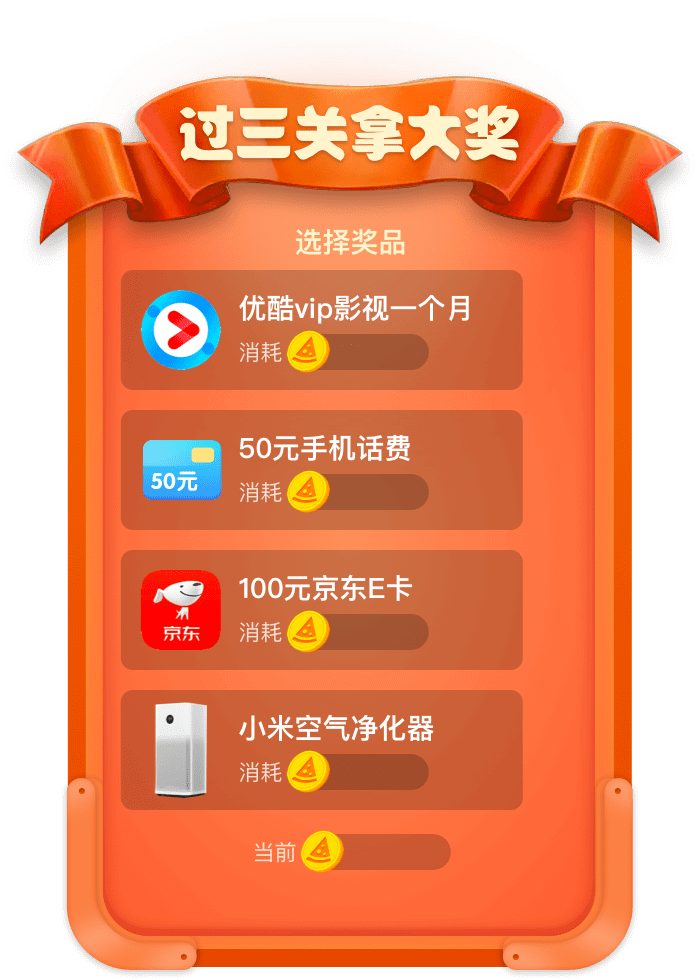 过三关拿大奖
选择奖品
优酷vip影视一个月
消耗
50元手机话费
50元
消耗
100元京东E卡
京东
消耗
小米空气净化器
消耗
当前